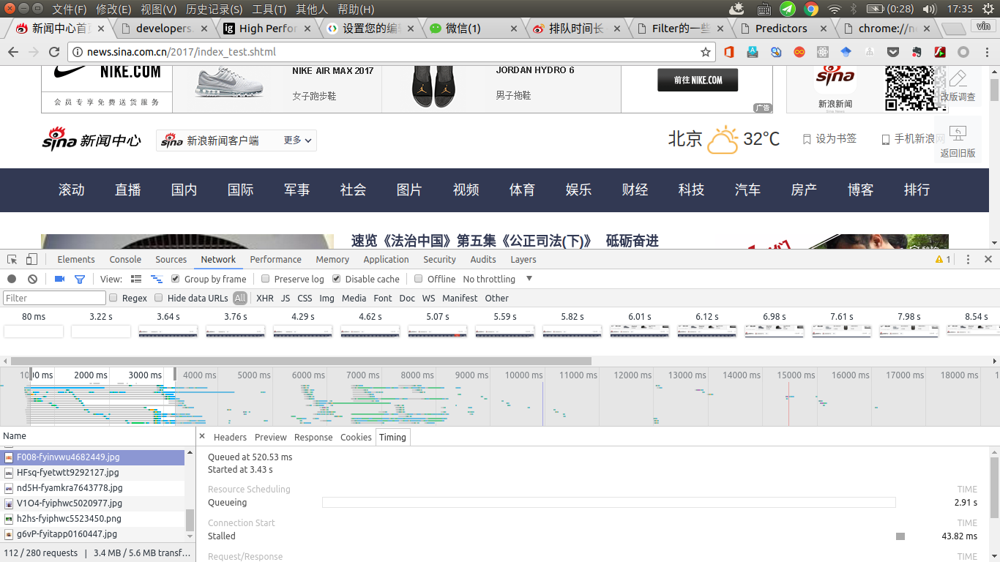 文件(F) 修改(E) 视图(V) 历史记录(S) 工具(T) 其他人 帮助(H) (0:28) 17:35
新闻中心首页 developers. High Perfor 设置您的编 微信(1) 排队时间长 Filter的一些 Predictors chrome://ne vin
news.sina.com.cn/2017/index_test.shtml
NIKE.COM
会员专享免费送货服务
NIKE AIR MAX 2017
女子跑步鞋
JORDAN HYDRO 6
男子拖鞋
前往 NIKE.COM
广告
sina
新浪新闻
Sina News
改版调查
sina 新闻中心 sina 新浪新闻客户端 更多 北京 32℃ 设为书签 手机新浪网
返回旧版
滚动 直播 国内 国际 军事 社会 图片 视频 体育 娱乐 财经 科技 汽车 房产 博客 排行
速览《法治中国》第五集《公正司法(下)》 砥砺奋进
Elements Console Sources Network Performance Memory Application Security Audits Layers 1
View: Group by frame Preserve log Disable cache Offline No throttling
Filter Regex Hide data URLs All XHR JS CSS Img Media Font Doc WS Manifest Other
80 ms 3.22 s 3.64 s 3.76 s 4.29 s 4.62 s 5.07 s 5.59 s 5.82 s 6.01 s 6.12 s 6.98 s 7.61 s 7.98 s 8.54 s
1000 ms 2000 ms 3000 ms 4000 ms 5000 ms 6000 ms 7000 ms 8000 ms 9000 ms 10000 ms 11000 ms 12000 ms 13000 ms 14000 ms 15000 ms 16000 ms 17000 ms 18000 ms 1
Name
F008-fyinvwu4682449.jpg
HFsq-fyetwtt9292127.jpg
nd5H-fyamkra7643778.jpg
V1O4-fyiphwc5020977.jpg
h2hs-fyiphwc5523450.png
g6vP-fyitapp0160447.jpg
112 / 280 requests | 3.4 MB / 5.6 MB transf...
Headers Preview Response Cookies Timing
Queued at 520.53 ms
Started at 3.43 s
Resource Scheduling TIME
Queueing 2.91 s
Connection Start TIME
Stalled 43.82 ms
Request/Response TIME